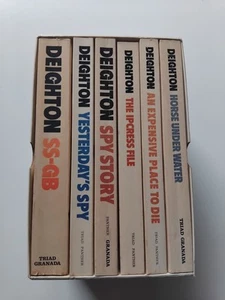 DEIGHTON SS-GB
TRIAD
GRANADA
DEIGHTON YESTERDAY'S SPY
TRIAD
PANTHER
DEIGHTON SPY STORY
PANTHER
GRANADA
DEIGHTON THE IPCRESS FILE
TRIAD
PANTHER
DEIGHTON AN EXPENSIVE PLACE TO DIE
TRIAD
PANTHER
DEIGHTON HORSE UNDER WATER
TRIAD GRANADA